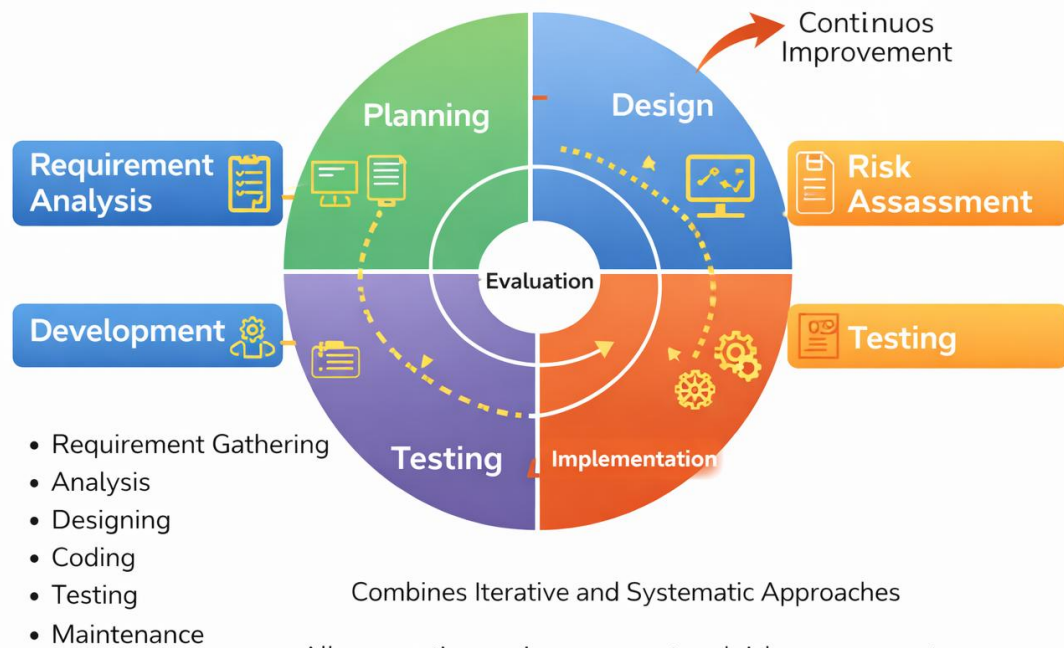 Continuos
Improvement
Planning
Design
Requirement
Analysis
Risk
Assassment
Evaluation
Development
Testing
Testing
Implementation
• Requirement Gathering
• Analysis
• Designing
• Coding
• Testing
• Maintenance
Combines Iterative and Systematic Approaches